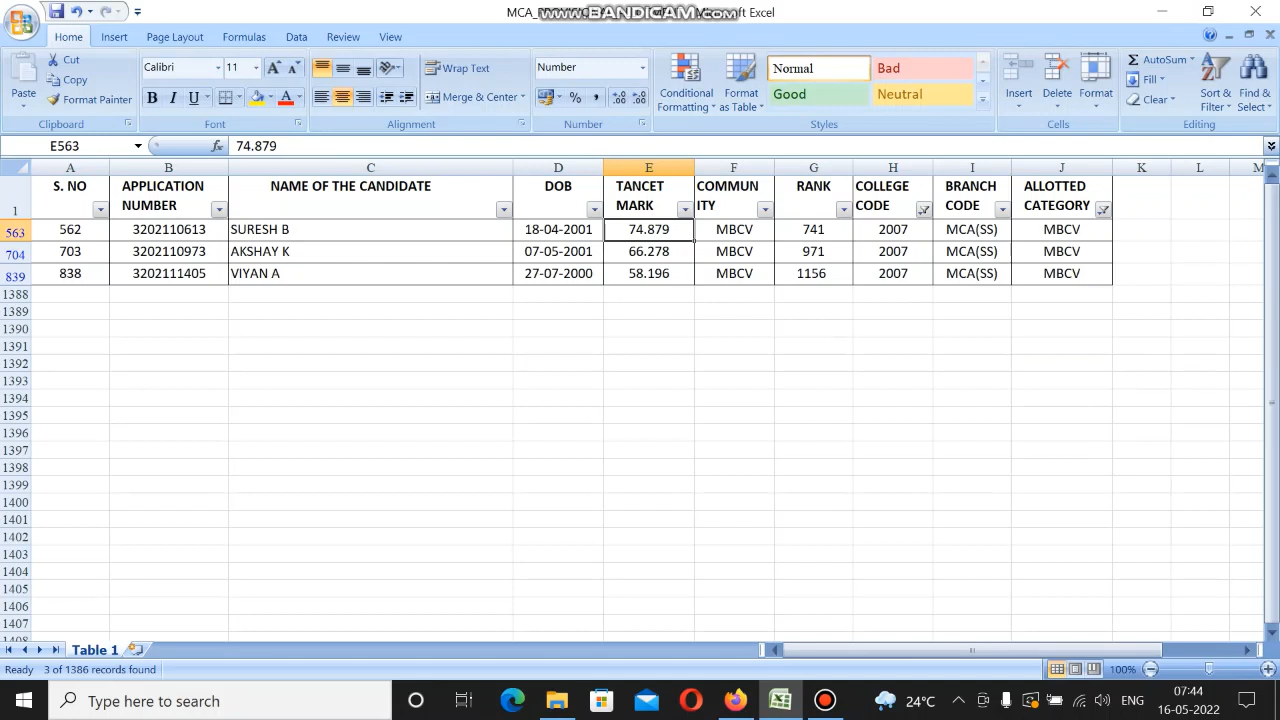 MCA_ www.BANDICAM.com Microsoft Excel
Home Insert Page Layout Formulas Data Review View
Paste Cut Copy Format Painter Clipboard
Calibri 11 B I U A Font
Wrap Text Merge & Center Alignment
Number % , Number
Conditional Formatting Format as Table Normal Bad Good Neutral Styles
Insert Delete Format Cells
Σ AutoSum Fill Clear Sort & Filter Find & Select Editing
E563 fx 74.879
A B C D E F G H I J K L M
1 S. NO APPLICATION NUMBER NAME OF THE CANDIDATE DOB TANCET MARK COMMUN ITY RANK COLLEGE CODE BRANCH CODE ALLOTTED CATEGORY
563 562 3202110613 SURESH B 18-04-2001 74.879 MBCV 741 2007 MCA(SS) MBCV
704 703 3202110973 AKSHAY K 07-05-2001 66.278 MBCV 971 2007 MCA(SS) MBCV
839 838 3202111405 VIYAN A 27-07-2000 58.196 MBCV 1156 2007 MCA(SS) MBCV
1388
1389
1390
1391
1392
1393
1394
1395
1396
1397
1398
1399
1400
1401
1402
1403
1404
1405
1406
1407
1408
Table 1
Ready 3 of 1386 records found 100%
Type here to search 24°C ENG 07:44
16-05-2022